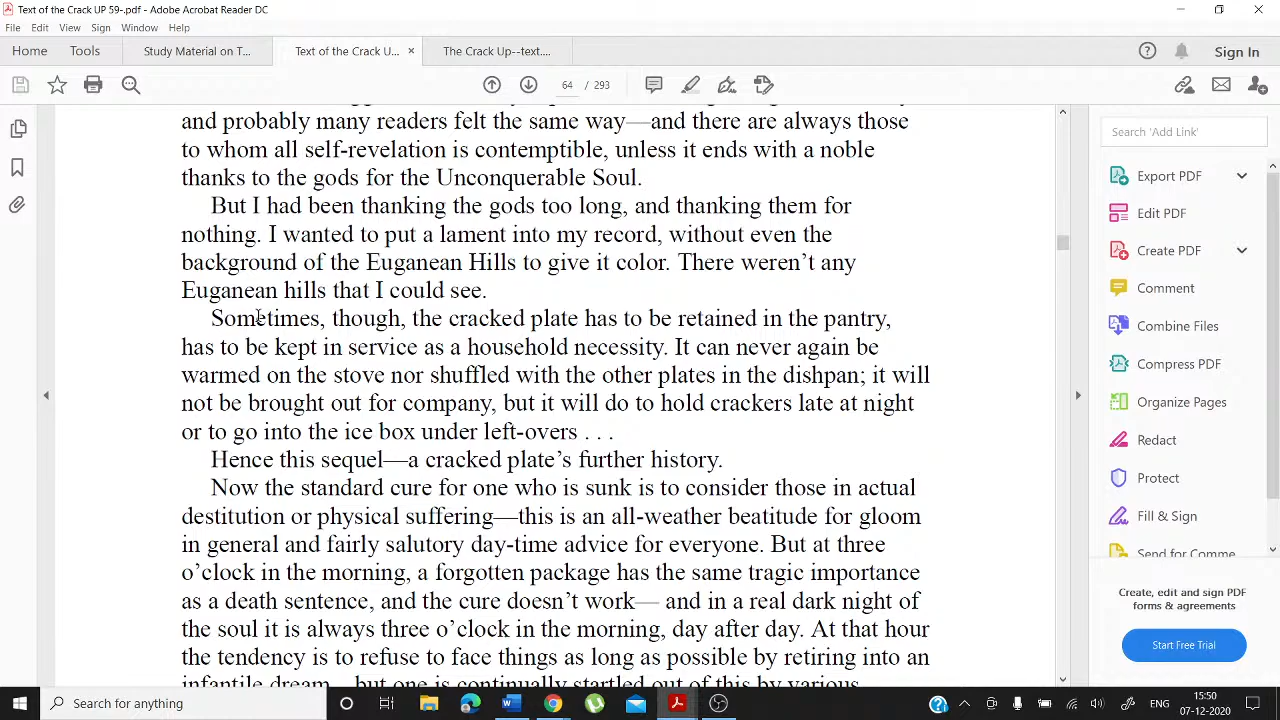 Text of the Crack UP 59-.pdf - Adobe Acrobat Reader DC
File Edit View Sign Window Help
Home Tools Study Material on T... Text of the Crack U... × The Crack Up--text.... Sign In
64 / 293
and probably many readers felt the same way—and there are always those
to whom all self-revelation is contemptible, unless it ends with a noble
thanks to the gods for the Unconquerable Soul.
But I had been thanking the gods too long, and thanking them for
nothing. I wanted to put a lament into my record, without even the
background of the Euganean Hills to give it color. There weren't any
Euganean hills that I could see.
Sometimes, though, the cracked plate has to be retained in the pantry,
has to be kept in service as a household necessity. It can never again be
warmed on the stove nor shuffled with the other plates in the dishpan; it will
not be brought out for company, but it will do to hold crackers late at night
or to go into the ice box under left-overs . . .
Hence this sequel—a cracked plate's further history.
Now the standard cure for one who is sunk is to consider those in actual
destitution or physical suffering—this is an all-weather beatitude for gloom
in general and fairly salutory day-time advice for everyone. But at three
o'clock in the morning, a forgotten package has the same tragic importance
as a death sentence, and the cure doesn't work— and in a real dark night of
the soul it is always three o'clock in the morning, day after day. At that hour
the tendency is to refuse to face things as long as possible by retiring into an
infantile dream—but one is continually startled out of this by various
Search 'Add Link'
Export PDF
Edit PDF
Create PDF
Comment
Combine Files
Compress PDF
Organize Pages
Redact
Protect
Fill & Sign
Send for Comme
Create, edit and sign PDF
forms & agreements
Start Free Trial
Search for anything
ENG
15:50
07-12-2020